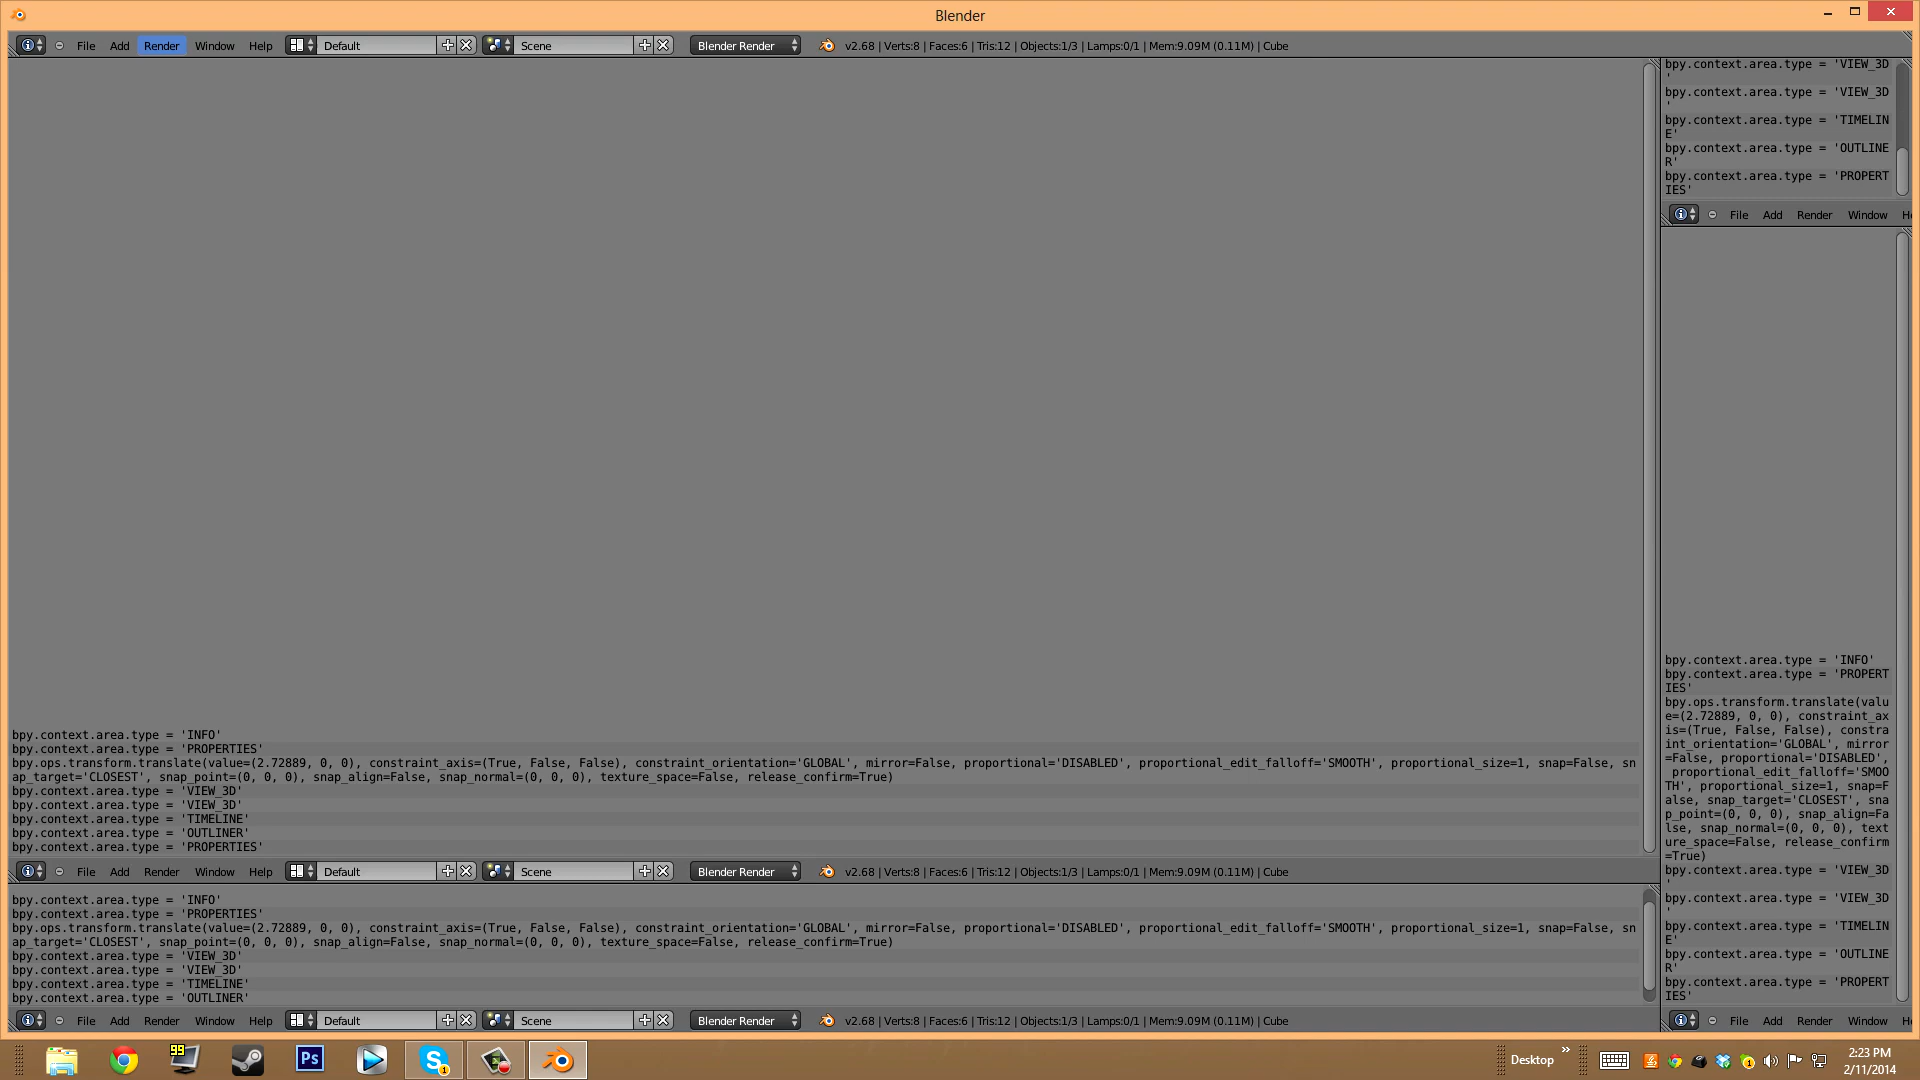 Blender
File Add Render Window Help Default Scene Blender Render v2.68 | Verts:8 | Faces:6 | Tris:12 | Objects:1/3 | Lamps:0/1 | Mem:9.09M (0.11M) | Cube
bpy.context.area.type = 'INFO'
bpy.context.area.type = 'PROPERTIES'
bpy.ops.transform.translate(value=(2.72889, 0, 0), constraint_axis=(True, False, False), constraint_orientation='GLOBAL', mirror=False, proportional='DISABLED', proportional_edit_falloff='SMOOTH', proportional_size=1, snap=False, sn
ap_target='CLOSEST', snap_point=(0, 0, 0), snap_align=False, snap_normal=(0, 0, 0), texture_space=False, release_confirm=True)
bpy.context.area.type = 'VIEW_3D'
bpy.context.area.type = 'VIEW_3D'
bpy.context.area.type = 'TIMELINE'
bpy.context.area.type = 'OUTLINER'
bpy.context.area.type = 'PROPERTIES'
File Add Render Window Help Default Scene Blender Render v2.68 | Verts:8 | Faces:6 | Tris:12 | Objects:1/3 | Lamps:0/1 | Mem:9.09M (0.11M) | Cube
bpy.context.area.type = 'INFO'
bpy.context.area.type = 'PROPERTIES'
bpy.ops.transform.translate(value=(2.72889, 0, 0), constraint_axis=(True, False, False), constraint_orientation='GLOBAL', mirror=False, proportional='DISABLED', proportional_edit_falloff='SMOOTH', proportional_size=1, snap=False, sn
ap_target='CLOSEST', snap_point=(0, 0, 0), snap_align=False, snap_normal=(0, 0, 0), texture_space=False, release_confirm=True)
bpy.context.area.type = 'VIEW_3D'
bpy.context.area.type = 'VIEW_3D'
bpy.context.area.type = 'TIMELINE'
bpy.context.area.type = 'OUTLINER'
File Add Render Window Help Default Scene Blender Render v2.68 | Verts:8 | Faces:6 | Tris:12 | Objects:1/3 | Lamps:0/1 | Mem:9.09M (0.11M) | Cube
bpy.context.area.type = 'VIEW_3D
'
bpy.context.area.type = 'VIEW_3D
'
bpy.context.area.type = 'TIMELIN
E'
bpy.context.area.type = 'OUTLINE
R'
bpy.context.area.type = 'PROPERT
IES'
File Add Render Window He
bpy.context.area.type = 'INFO'
bpy.context.area.type = 'PROPERT
IES'
bpy.ops.transform.translate(valu
e=(2.72889, 0, 0), constraint_ax
is=(True, False, False), constra
int_orientation='GLOBAL', mirror
=False, proportional='DISABLED',
proportional_edit_falloff='SMOO
TH', proportional_size=1, snap=F
alse, snap_target='CLOSEST', sna
p_point=(0, 0, 0), snap_align=Fa
lse, snap_normal=(0, 0, 0), text
ure_space=False, release_confirm
=True)
bpy.context.area.type = 'VIEW_3D
'
bpy.context.area.type = 'VIEW_3D
'
bpy.context.area.type = 'TIMELIN
E'
bpy.context.area.type = 'OUTLINE
R'
bpy.context.area.type = 'PROPERT
IES'
File Add Render Window He
99 Ps S 1 Desktop 1 2:23 PM
2/11/2014